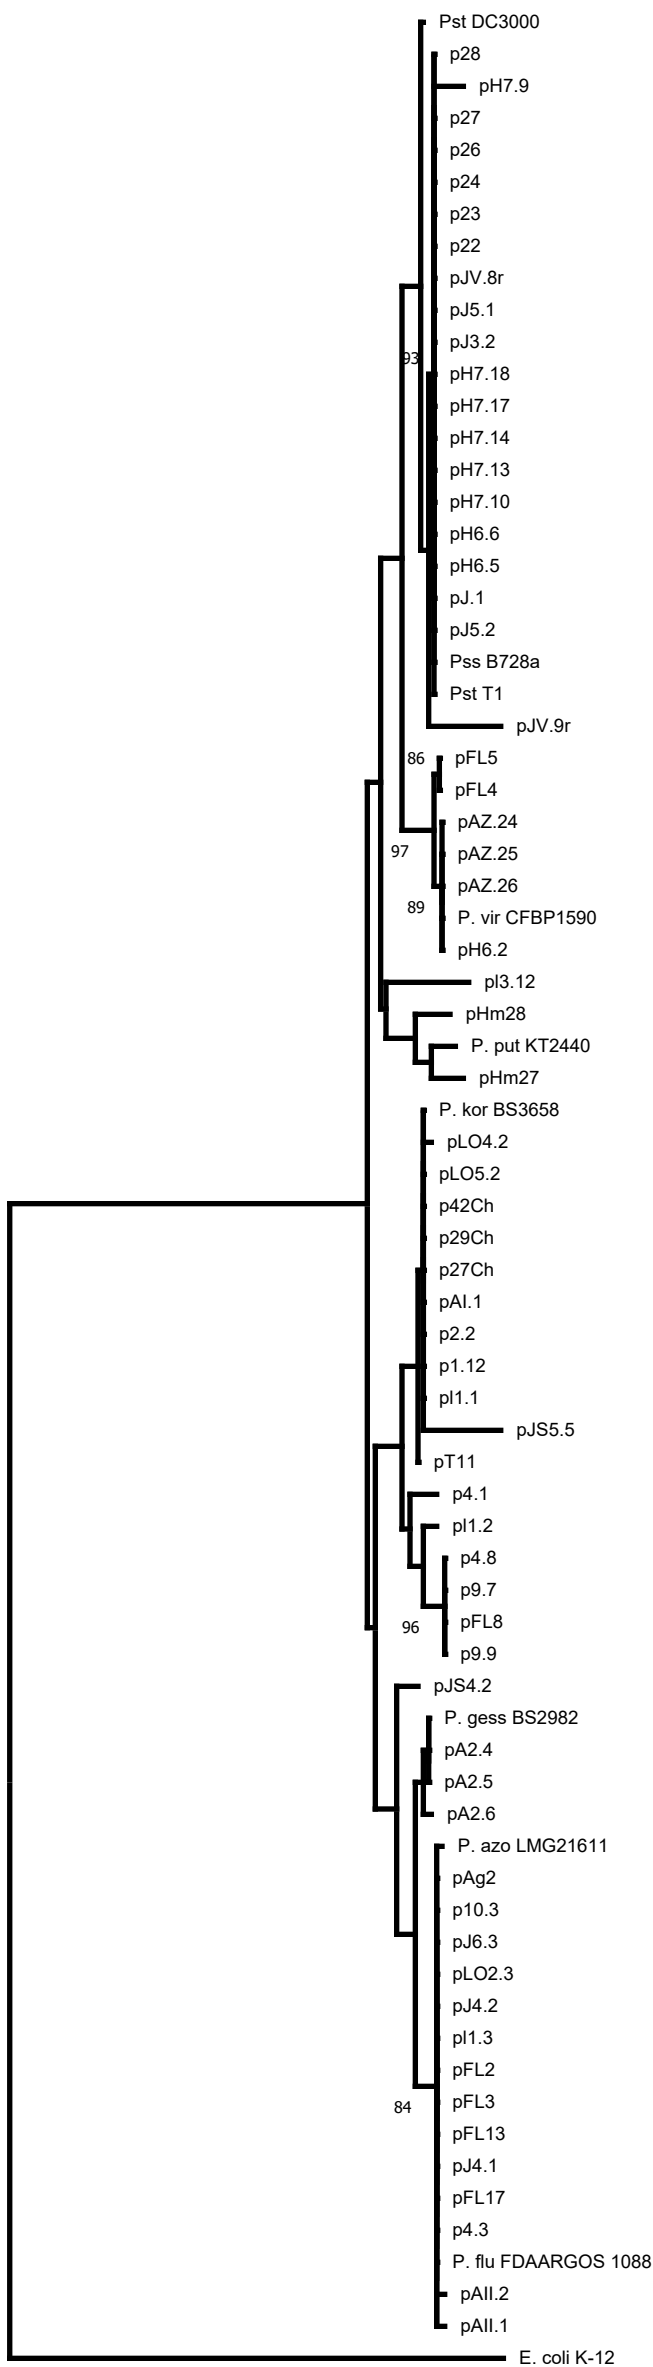 Pst DC3000
p28
pH7.9
p27
p26
p24
p23
p22
pJV.8r
pJ5.1
pJ3.2
93
pH7.18
pH7.17
pH7.14
pH7.13
pH7.10
pH6.6
pH6.5
pJ.1
pJ5.2
Pss B728a
Pst T1
pJV.9r
86
pFL5
pFL4
pAZ.24
97
pAZ.25
pAZ.26
89
P. vir CFBP1590
pH6.2
pI3.12
pHm28
P. put KT2440
pHm27
P. kor BS3658
pLO4.2
pLO5.2
p42Ch
p29Ch
p27Ch
pAI.1
p2.2
p1.12
pI1.1
pJS5.5
pT11
p4.1
pI1.2
p4.8
p9.7
pFL8
96
p9.9
pJS4.2
P. gess BS2982
pA2.4
pA2.5
pA2.6
P. azo LMG21611
pAg2
p10.3
pJ6.3
pLO2.3
pJ4.2
pI1.3
pFL2
pFL3
84
pFL13
pJ4.1
pFL17
p4.3
P. flu FDAARGOS 1088
pAII.2
pAII.1
E. coli K-12